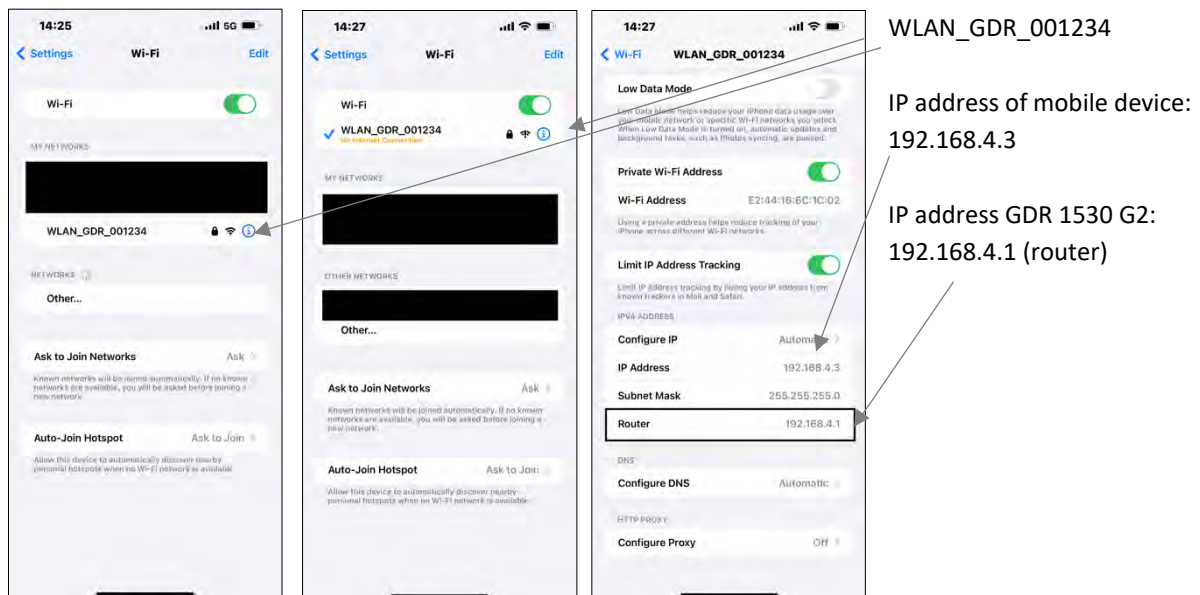 14:25
5G
Settings
Wi-Fi
Edit
Wi-Fi
MY NETWORKS
WLAN_GDR_001234
NETWORKS
Other...
Ask to Join Networks
Ask
Known networks will be joined automatically. If no known
networks are available, you will be asked before joining a
new network.
Auto-Join Hotspot
Ask to Join
Allow this device to automatically discover nearby
personal hotspots when no Wi-Fi network is available.
14:27
Settings
Wi-Fi
Edit
Wi-Fi
WLAN_GDR_001234
No Internet Connection
MY NETWORKS
OTHER NETWORKS
Other...
Ask to Join Networks
Ask
Known networks will be joined automatically. If no known
networks are available, you will be asked before joining a
new network.
Auto-Join Hotspot
Ask to Join
Allow this device to automatically discover nearby
personal hotspots when no Wi-Fi network is available.
14:27
Wi-Fi
WLAN_GDR_001234
Low Data Mode
Low Data Mode helps reduce your iPhone data usage over
your mobile network or specific Wi-Fi networks you select.
When Low Data Mode is turned on, automatic updates and
background tasks, such as Photos syncing, are paused.
Private Wi-Fi Address
Wi-Fi Address
E2:44:16:6C:1C:02
Using a private address helps reduce tracking of your
iPhone across different Wi-Fi networks.
Limit IP Address Tracking
Limit IP address tracking by hiding your IP address from
known trackers in Mail and Safari.
IPV4 ADDRESS
Configure IP
Automatic
IP Address
192.168.4.3
Subnet Mask
255.255.255.0
Router
192.168.4.1
DNS
Configure DNS
Automatic
HTTP PROXY
Configure Proxy
Off
WLAN_GDR_001234
IP address of mobile device:
192.168.4.3
IP address GDR 1530 G2:
192.168.4.1 (router)